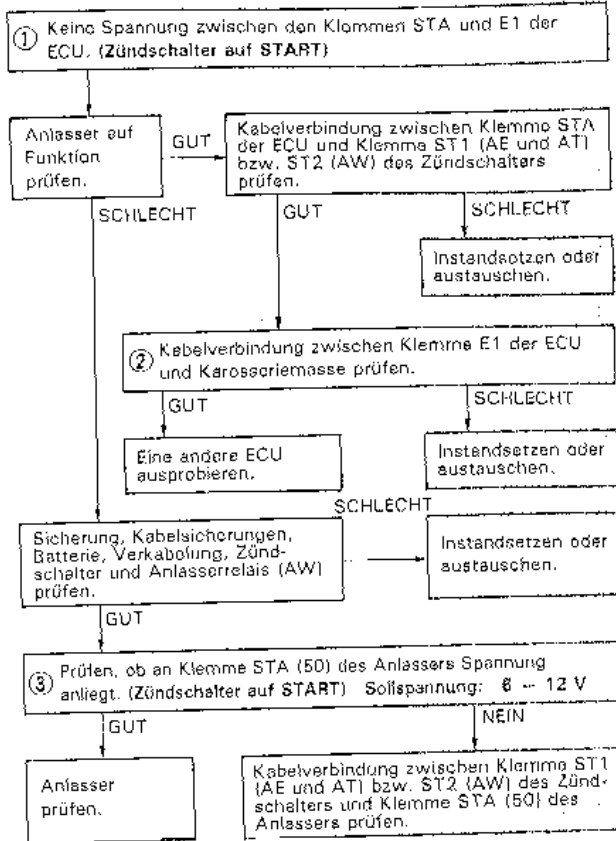 ① Keine Spannung zwischen den Klemmen STA und E1 der
ECU. (Zündschalter auf START)
Anlasser auf
Funktion
prüfen.
GUT
Kabelverbindung zwischen Klemme STA
der ECU und Klemme ST1 (AE und AT)
bzw. ST2 (AW) des Zündschalters
prüfen.
SCHLECHT
GUT
SCHLECHT
Instandsetzen oder
austauschen.
② Kabelverbindung zwischen Klemme E1 der ECU
und Karosseriemasse prüfen.
GUT
SCHLECHT
Eine andere ECU
ausprobieren.
Instandsetzen oder
austauschen.
SCHLECHT
Sicherung, Kabelsicherungen,
Batterie, Verkabelung, Zünd-
schalter und Anlasserrelais (AW)
prüfen.
Instandsetzen oder
austauschen.
GUT
③ Prüfen, ob an Klemme STA (50) des Anlassers Spannung
anliegt. (Zündschalter auf START) Sollspannung: 6 – 12 V
GUT
NEIN
Anlasser
prüfen.
Kabelverbindung zwischen Klemme ST1
(AE und AT) bzw. ST2 (AW) des Zünd-
schalters und Klemme STA (50) des
Anlassers prüfen.